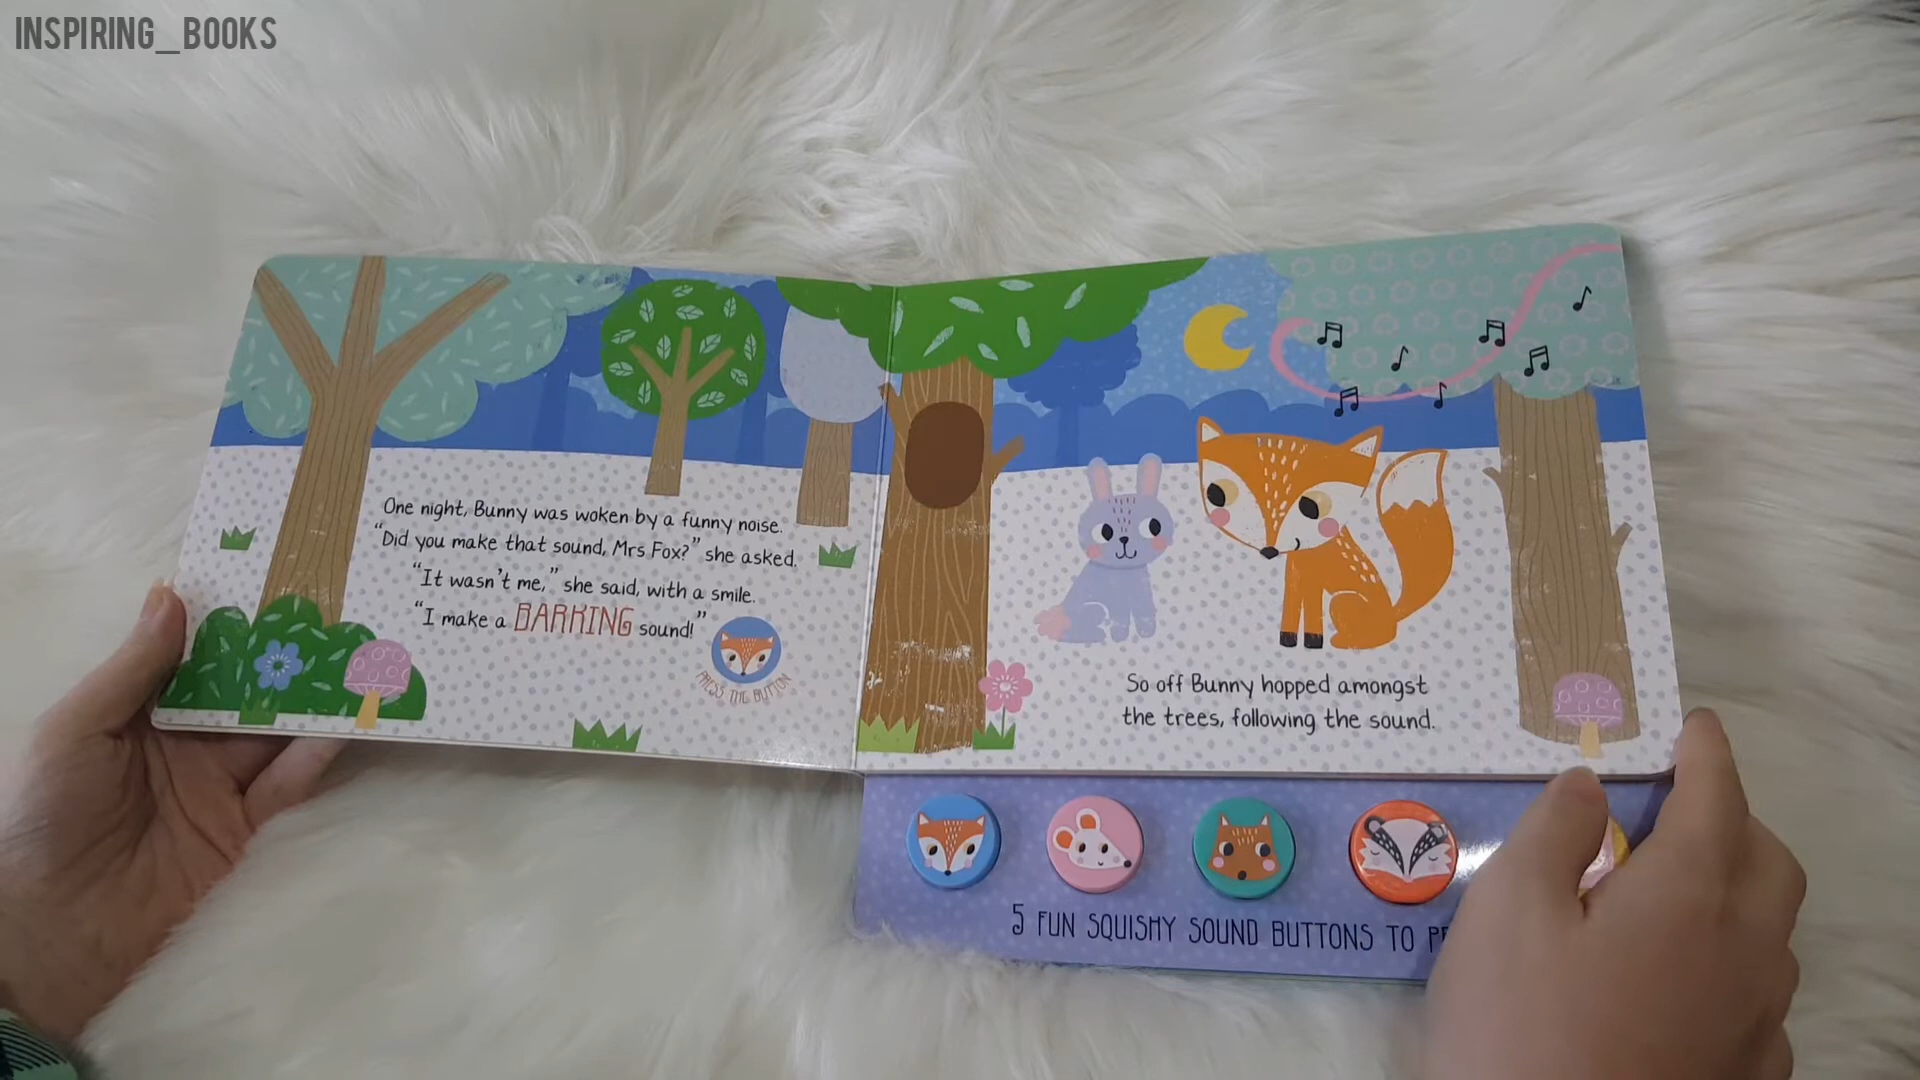 INSPIRING_BOOKS
One night, Bunny was woken by a funny noise.
“Did you make that sound, Mrs Fox?” she asked.
“It wasn’t me,” she said, with a smile.
“I make a BARKING sound!”
PRESS THE BUTTON
So off Bunny hopped amongst
the trees, following the sound.
5 FUN SQUISHY SOUND BUTTONS TO